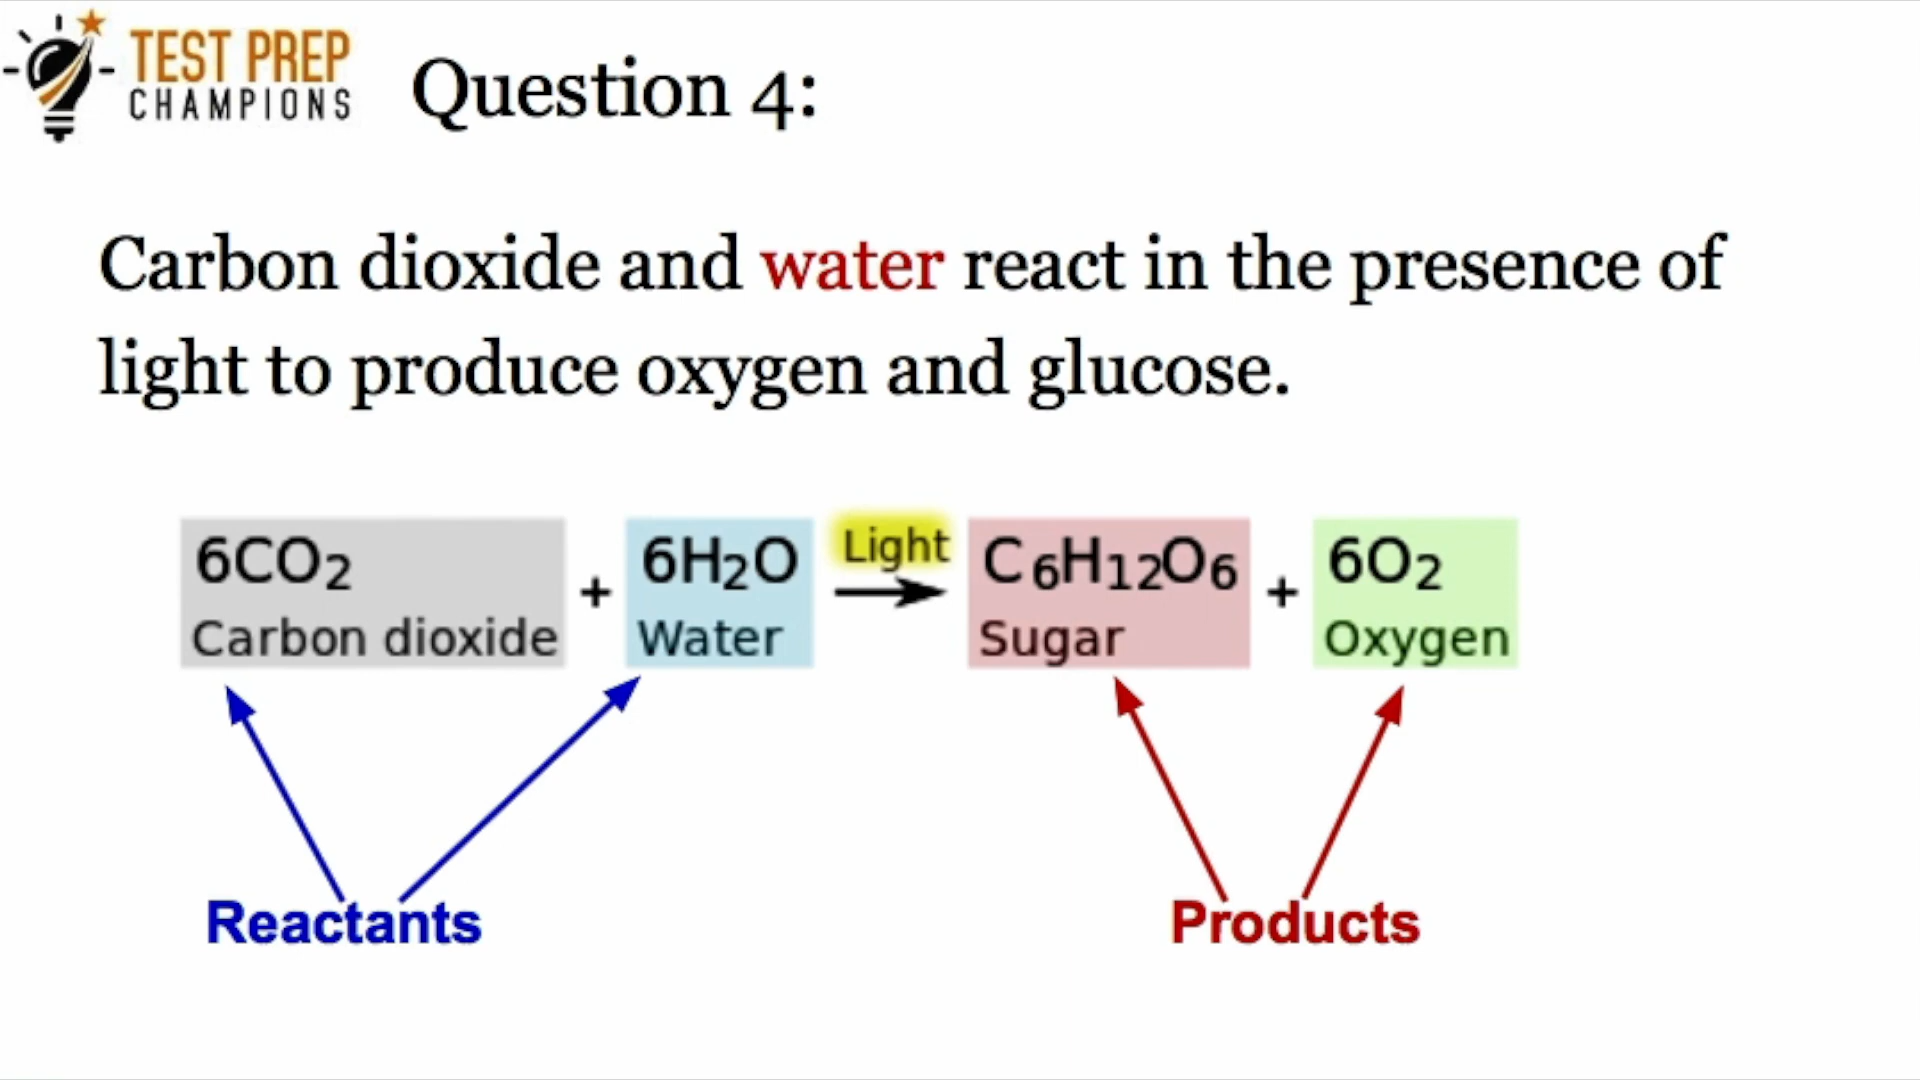 TEST PREP
CHAMPIONS
Question 4:
Carbon dioxide and water react in the presence of
light to produce oxygen and glucose.
6CO₂ + 6H₂O Light C₆H₁₂O₆ + 6O₂
Carbon dioxide Water Sugar Oxygen
Reactants Products